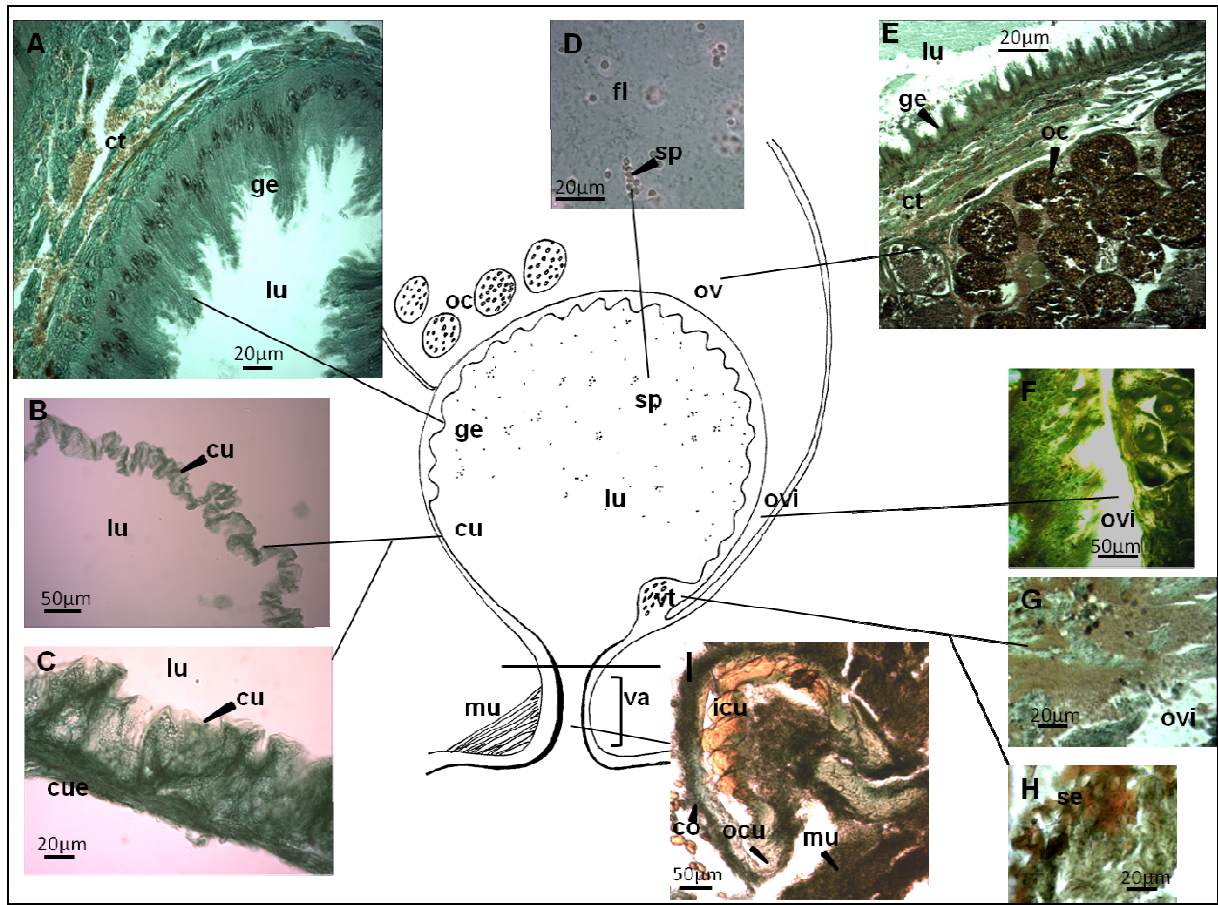 A
ct
ge
lu
20µm
D
fl
sp
20µm
E
lu
20µm
ge
oc
ct
oc
ov
sp
ge
lu
ovi
cu
vt
mu
va
B
cu
lu
50µm
C
lu
cu
cue
20µm
F
ovi
50µm
G
20µm
ovi
H
se
20µm
I
icu
co
ocu
mu
50µm